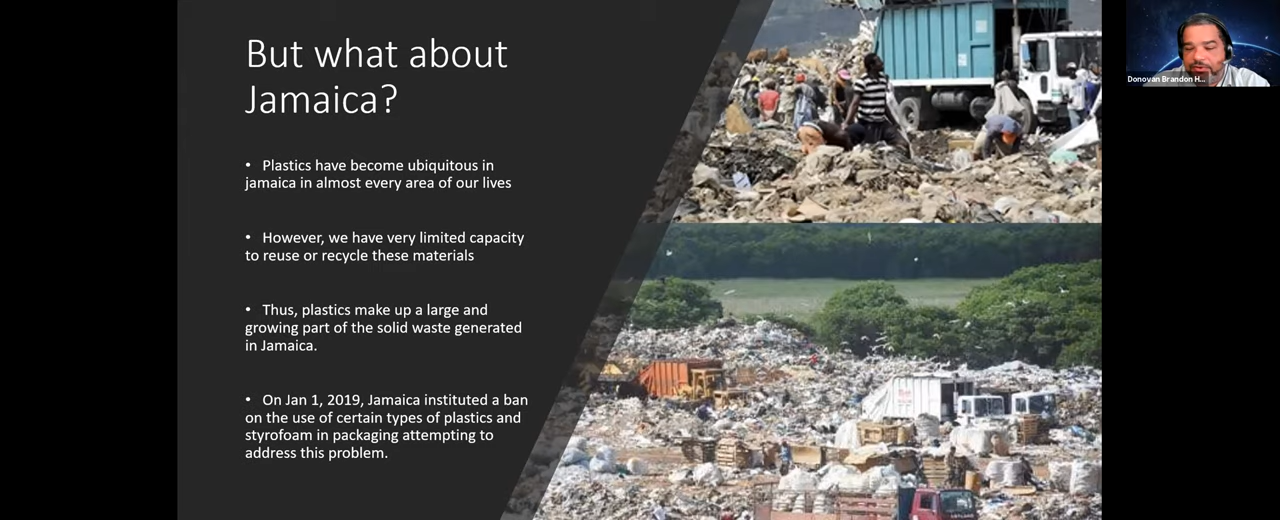 But what about
Jamaica?
• Plastics have become ubiquitous in
jamaica in almost every area of our lives
• However, we have very limited capacity
to reuse or recycle these materials
• Thus, plastics make up a large and
growing part of the solid waste generated
in Jamaica.
• On Jan 1, 2019, Jamaica instituted a ban
on the use of certain types of plastics and
styrofoam in packaging attempting to
address this problem.
Donovan Brandon H...